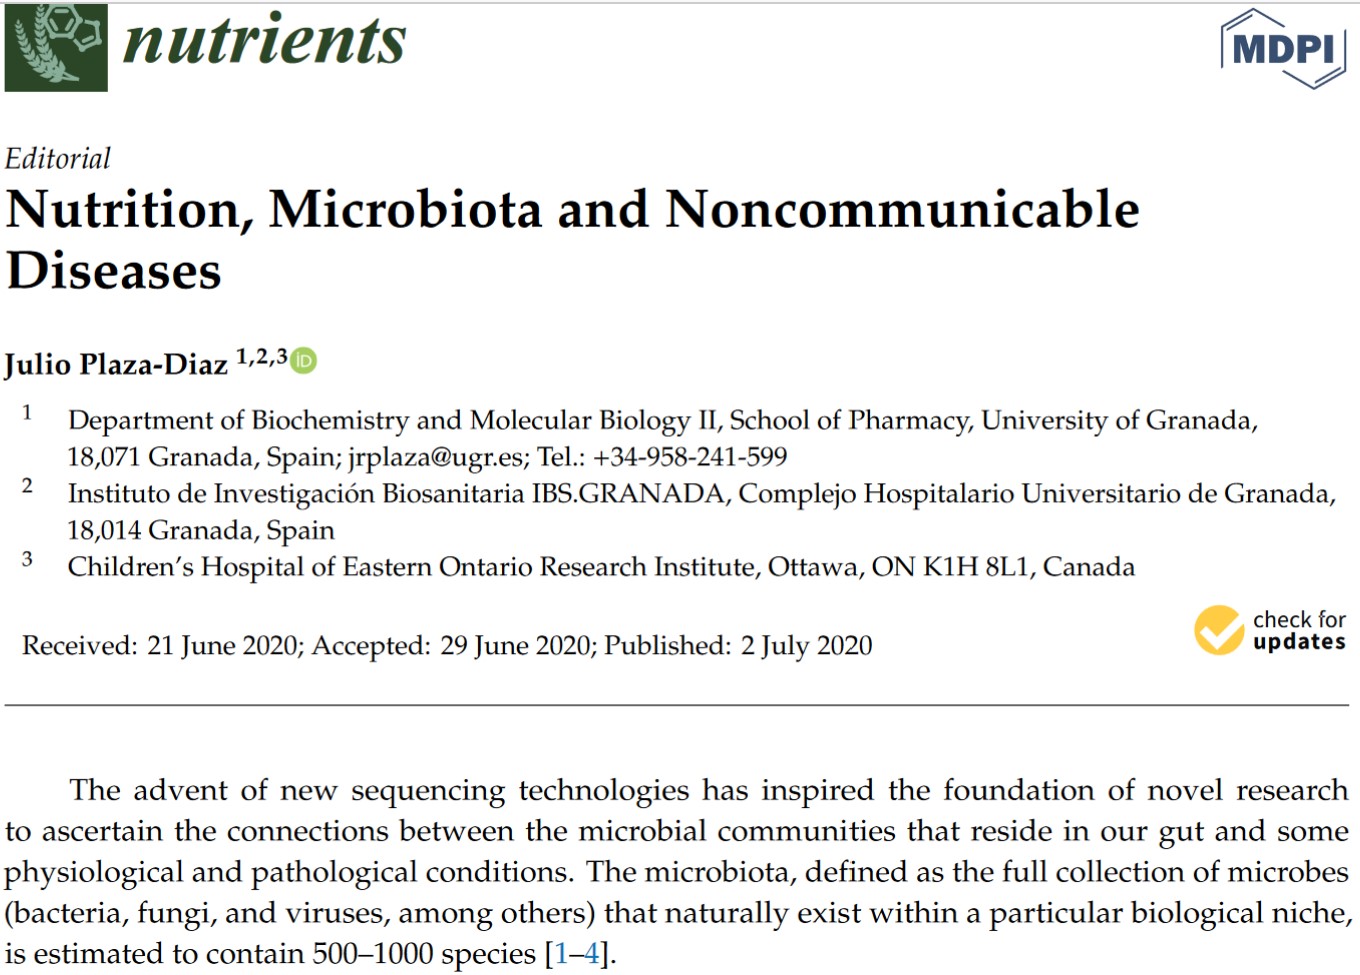 nutrients
MDPI
Editorial
Nutrition, Microbiota and Noncommunicable
Diseases
Julio Plaza-Diaz 1,2,3 iD
1 Department of Biochemistry and Molecular Biology II, School of Pharmacy, University of Granada,
18,071 Granada, Spain; jrplaza@ugr.es; Tel.: +34-958-241-599
2 Instituto de Investigación Biosanitaria IBS.GRANADA, Complejo Hospitalario Universitario de Granada,
18,014 Granada, Spain
3 Children's Hospital of Eastern Ontario Research Institute, Ottawa, ON K1H 8L1, Canada
Received: 21 June 2020; Accepted: 29 June 2020; Published: 2 July 2020
check for
updates
The advent of new sequencing technologies has inspired the foundation of novel research
to ascertain the connections between the microbial communities that reside in our gut and some
physiological and pathological conditions. The microbiota, defined as the full collection of microbes
(bacteria, fungi, and viruses, among others) that naturally exist within a particular biological niche,
is estimated to contain 500–1000 species [1–4].